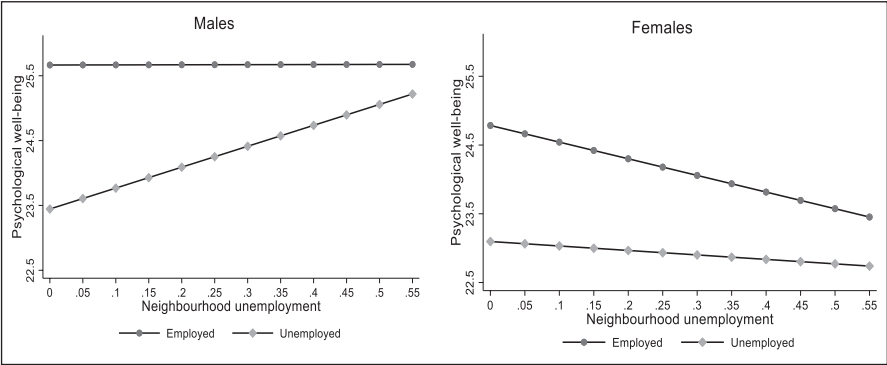 Males
Psychological well-being
25.5
24.5
23.5
22.5
0 .05 .1 .15 .2 .25 .3 .35 .4 .45 .5 .55
Neighbourhood unemployment
Employed Unemployed
Females
Psychological well-being
25.5
24.5
23.5
22.5
0 .05 .1 .15 .2 .25 .3 .35 .4 .45 .5 .55
Neighbourhood unemployment
Employed Unemployed